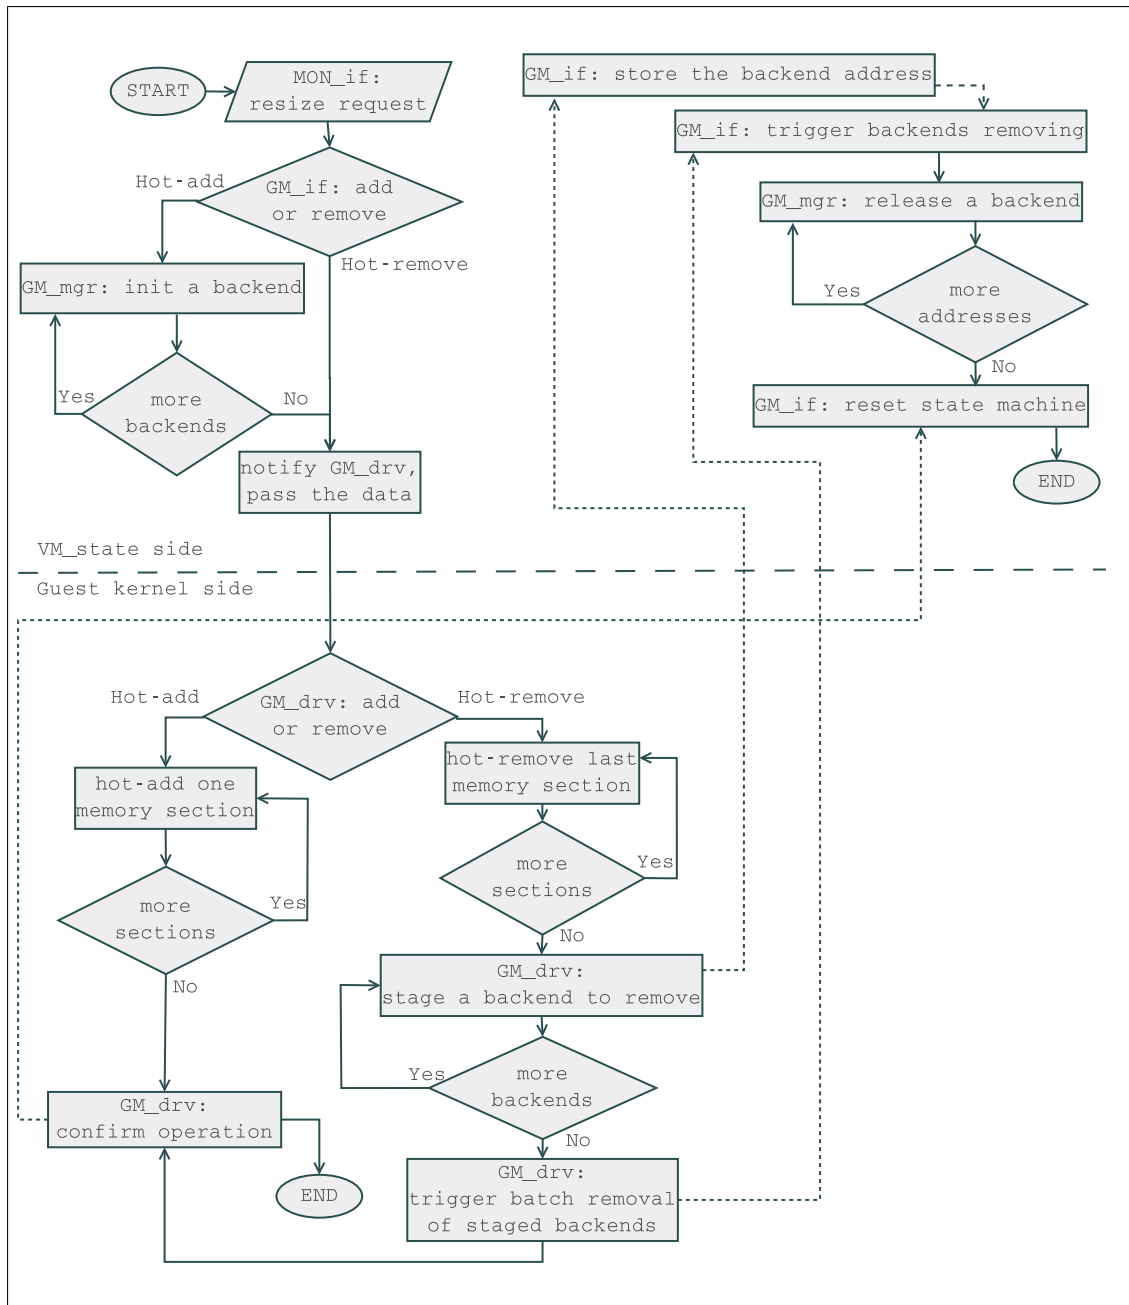 START
MON_if:
resize request
GM_if: add
or remove
Hot-add
Hot-remove
GM_mgr: init a backend
more
backends
Yes
No
notify GM_drv,
pass the data
GM_if: store the backend address
GM_if: trigger backends removing
GM_mgr: release a backend
more
addresses
Yes
No
GM_if: reset state machine
END
VM_state side
Guest kernel side
GM_drv: add
or remove
Hot-add
Hot-remove
hot-add one
memory section
more
sections
Yes
No
hot-remove last
memory section
more
sections
Yes
No
GM_drv:
stage a backend to remove
more
backends
Yes
No
GM_drv:
trigger batch removal
of staged backends
GM_drv:
confirm operation
END